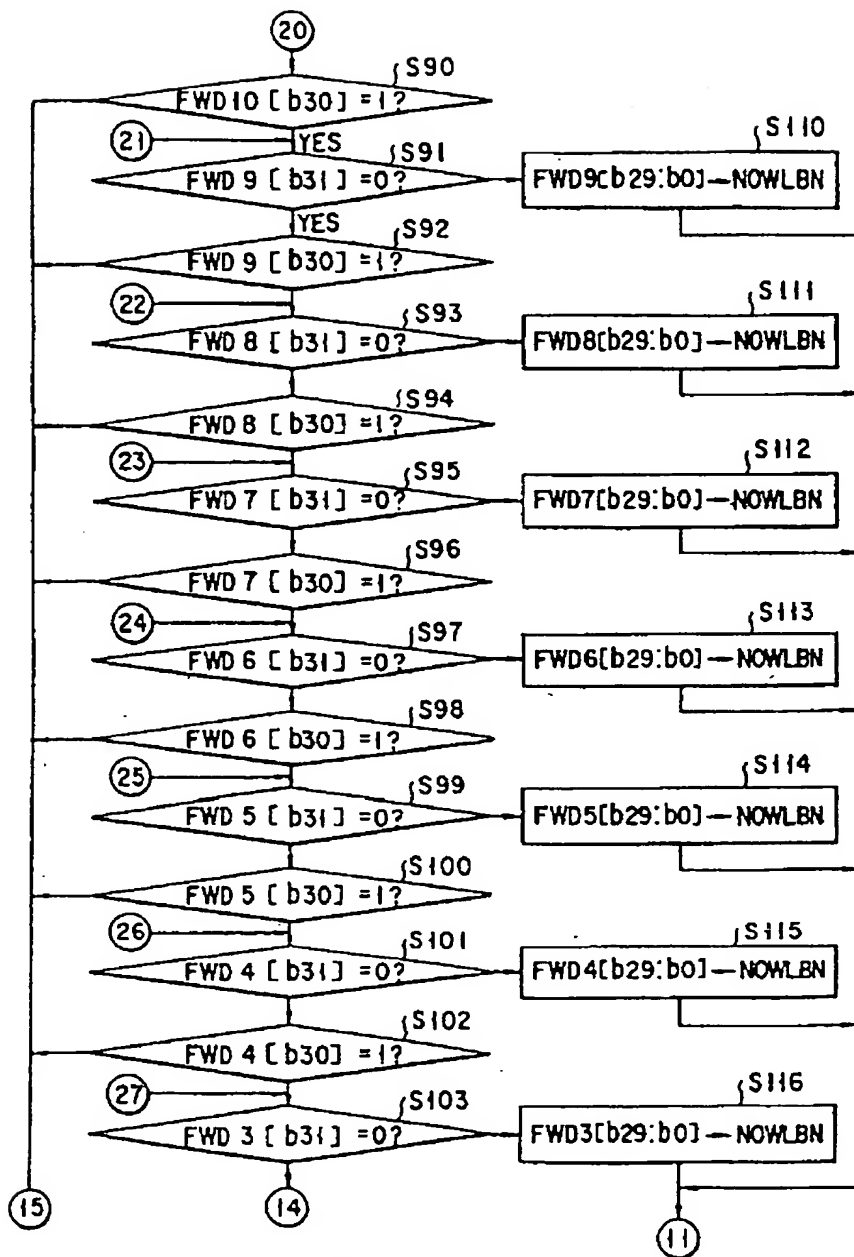 20
S90
FWD10 [b30] =1?
21
YES
S91
S110
FWD 9 [b31] =0?
FWD9[b29:b0]—NOWLBN
YES
S92
FWD 9 [b30] =1?
22
S93
S111
FWD 8 [b31] =0?
FWD8[b29:b0]—NOWLBN
S94
FWD 8 [b30] =1?
23
S95
S112
FWD 7 [b31] =0?
FWD7[b29:b0]—NOWLBN
S96
FWD 7 [b30] =1?
24
S97
S113
FWD 6 [b31] =0?
FWD6[b29:b0]—NOWLBN
S98
FWD 6 [b30] =1?
25
S99
S114
FWD 5 [b31] =0?
FWD5[b29:b0]—NOWLBN
S100
FWD 5 [b30] =1?
26
S101
S115
FWD 4 [b31] =0?
FWD4[b29:b0]—NOWLBN
S102
FWD 4 [b30] =1?
27
S103
S116
FWD 3 [b31] =0?
FWD3[b29:b0]—NOWLBN
15
14
11